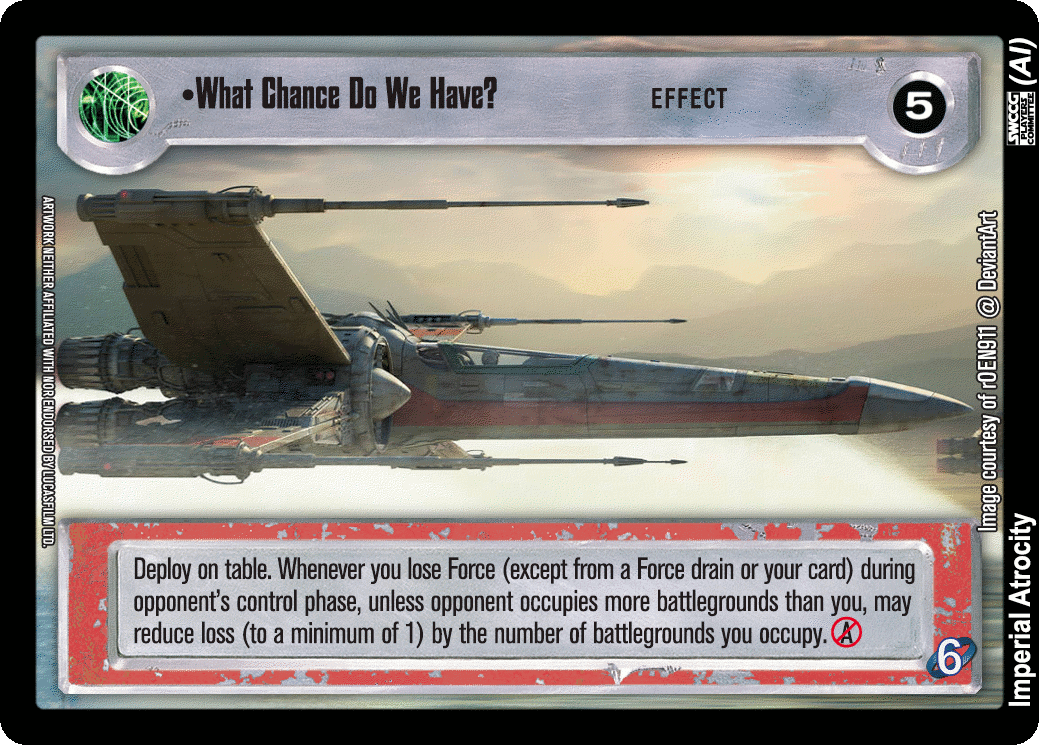 •What Chance Do We Have?
EFFECT
5
SWCCG
PLAYERS
COMMITTEE
(AI)
ARTWORK NEITHER AFFILIATED WITH NOR ENDORSED BY LUCASFILM LTD.
Image courtesy of rOEN911 @ DeviantArt
Deploy on table. Whenever you lose Force (except from a Force drain or your card) during
opponent's control phase, unless opponent occupies more battlegrounds than you, may
reduce loss (to a minimum of 1) by the number of battlegrounds you occupy. A
6
Imperial Atrocity